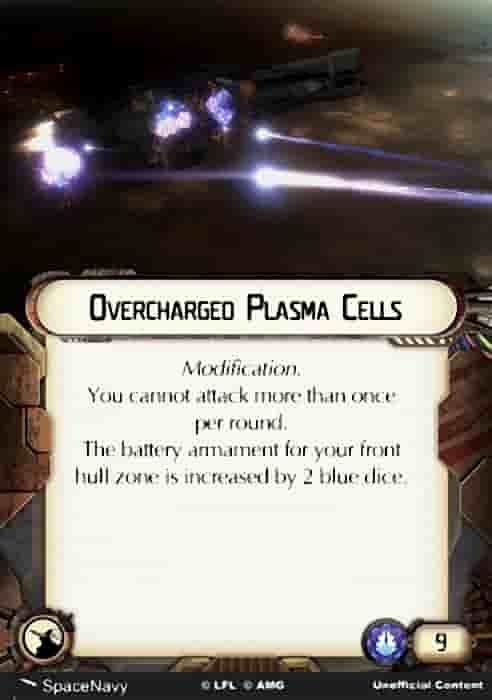 Overcharged Plasma Cells
Modification.
You cannot attack more than once
per round.
The battery armament for your front
hull zone is increased by 2 blue dice.
9
SpaceNavy
© LFL © AMG
Unofficial Content